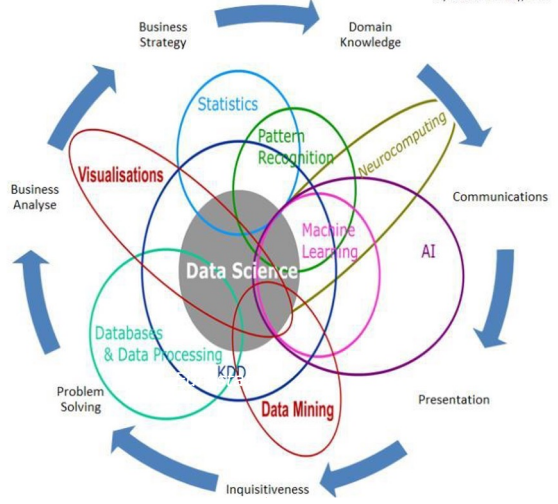 Business
Strategy
Domain
Knowledge
Statistics
Pattern
Recognition
Neurocomputing
Visualisations
Business
Analyse
Communications
Machine
Learning
AI
Data Science
Databases
& Data Processing
KDD
Data Mining
Problem
Solving
Presentation
Inquisitiveness